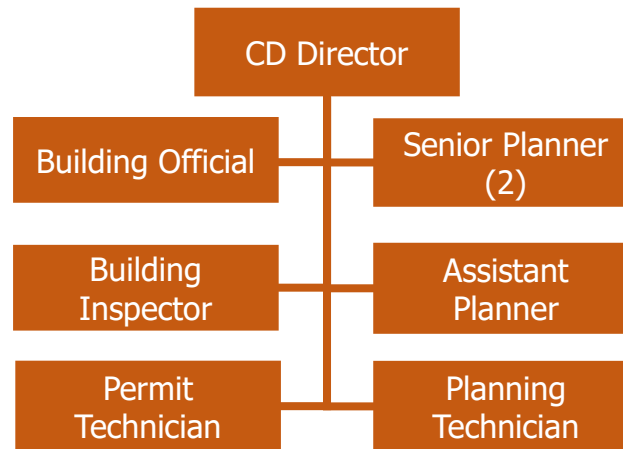 CD Director
Building Official
Senior Planner
(2)
Building
Inspector
Assistant
Planner
Permit
Technician
Planning
Technician